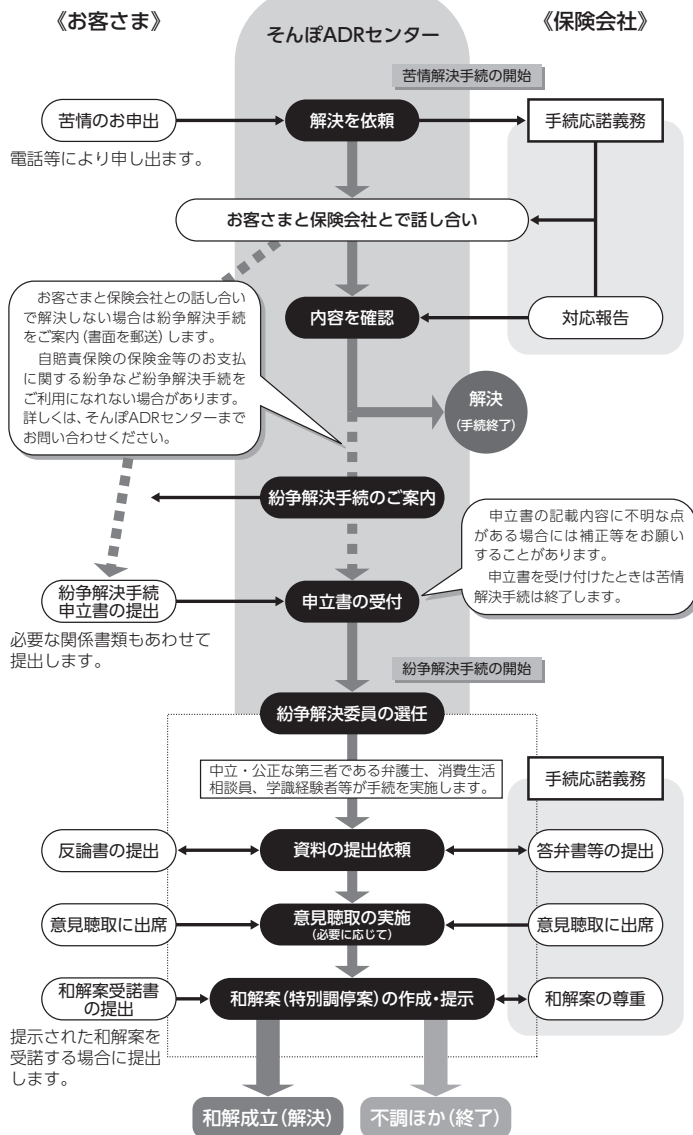 《お客さま》
そんぽADRセンター
《保険会社》
苦情解決手続の開始
苦情のお申出
解決を依頼
手続応諾義務
電話等により申し出ます。
お客さまと保険会社とで話し合い
お客さまと保険会社との話し合い
で解決しない場合は紛争解決手続
をご案内(書面を郵送)します。
自賠責保険の保険金等のお支払
に関する紛争など紛争解決手続を
ご利用になれない場合があります。
詳しくは、そんぽADRセンターまで
お問い合わせください。
内容を確認
対応報告
解決
(手続終了)
紛争解決手続のご案内
申立書の記載内容に不明な点
がある場合には補正等をお願い
することがあります。
申立書を受け付けたときは苦情
解決手続は終了します。
紛争解決手続
申立書の提出
申立書の受付
必要な関係書類もあわせて
提出します。
紛争解決手続の開始
紛争解決委員の選任
中立・公正な第三者である弁護士、消費生活
相談員、学識経験者等が手続を実施します。
手続応諾義務
反論書の提出
資料の提出依頼
答弁書等の提出
意見聴取に出席
意見聴取の実施
(必要に応じて)
意見聴取に出席
和解案受諾書
の提出
和解案(特別調停案)の作成・提示
和解案の尊重
提示された和解案を
受諾する場合に提出
します。
和解成立(解決)
不調ほか(終了)